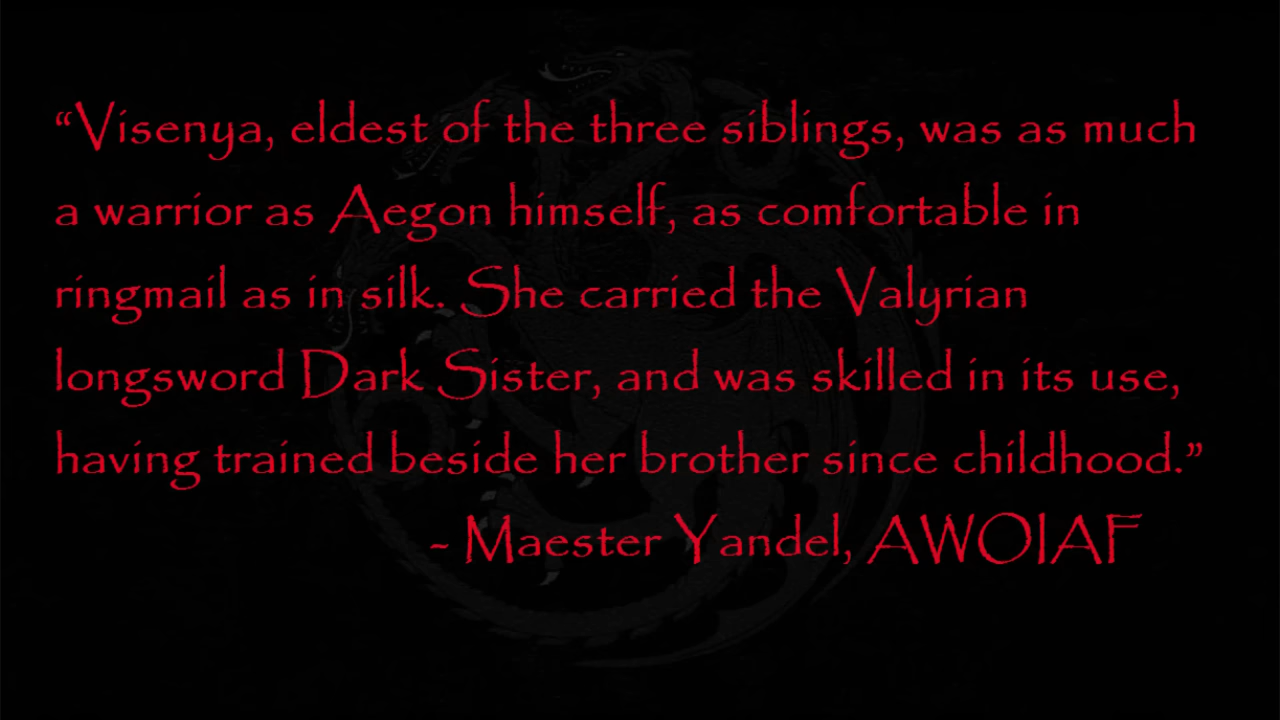 “Visenya, eldest of the three siblings, was as much
a warrior as Aegon himself, as comfortable in
ringmail as in silk. She carried the Valyrian
longsword Dark Sister, and was skilled in its use,
having trained beside her brother since childhood.”
- Maester Yandel, AWOIAF